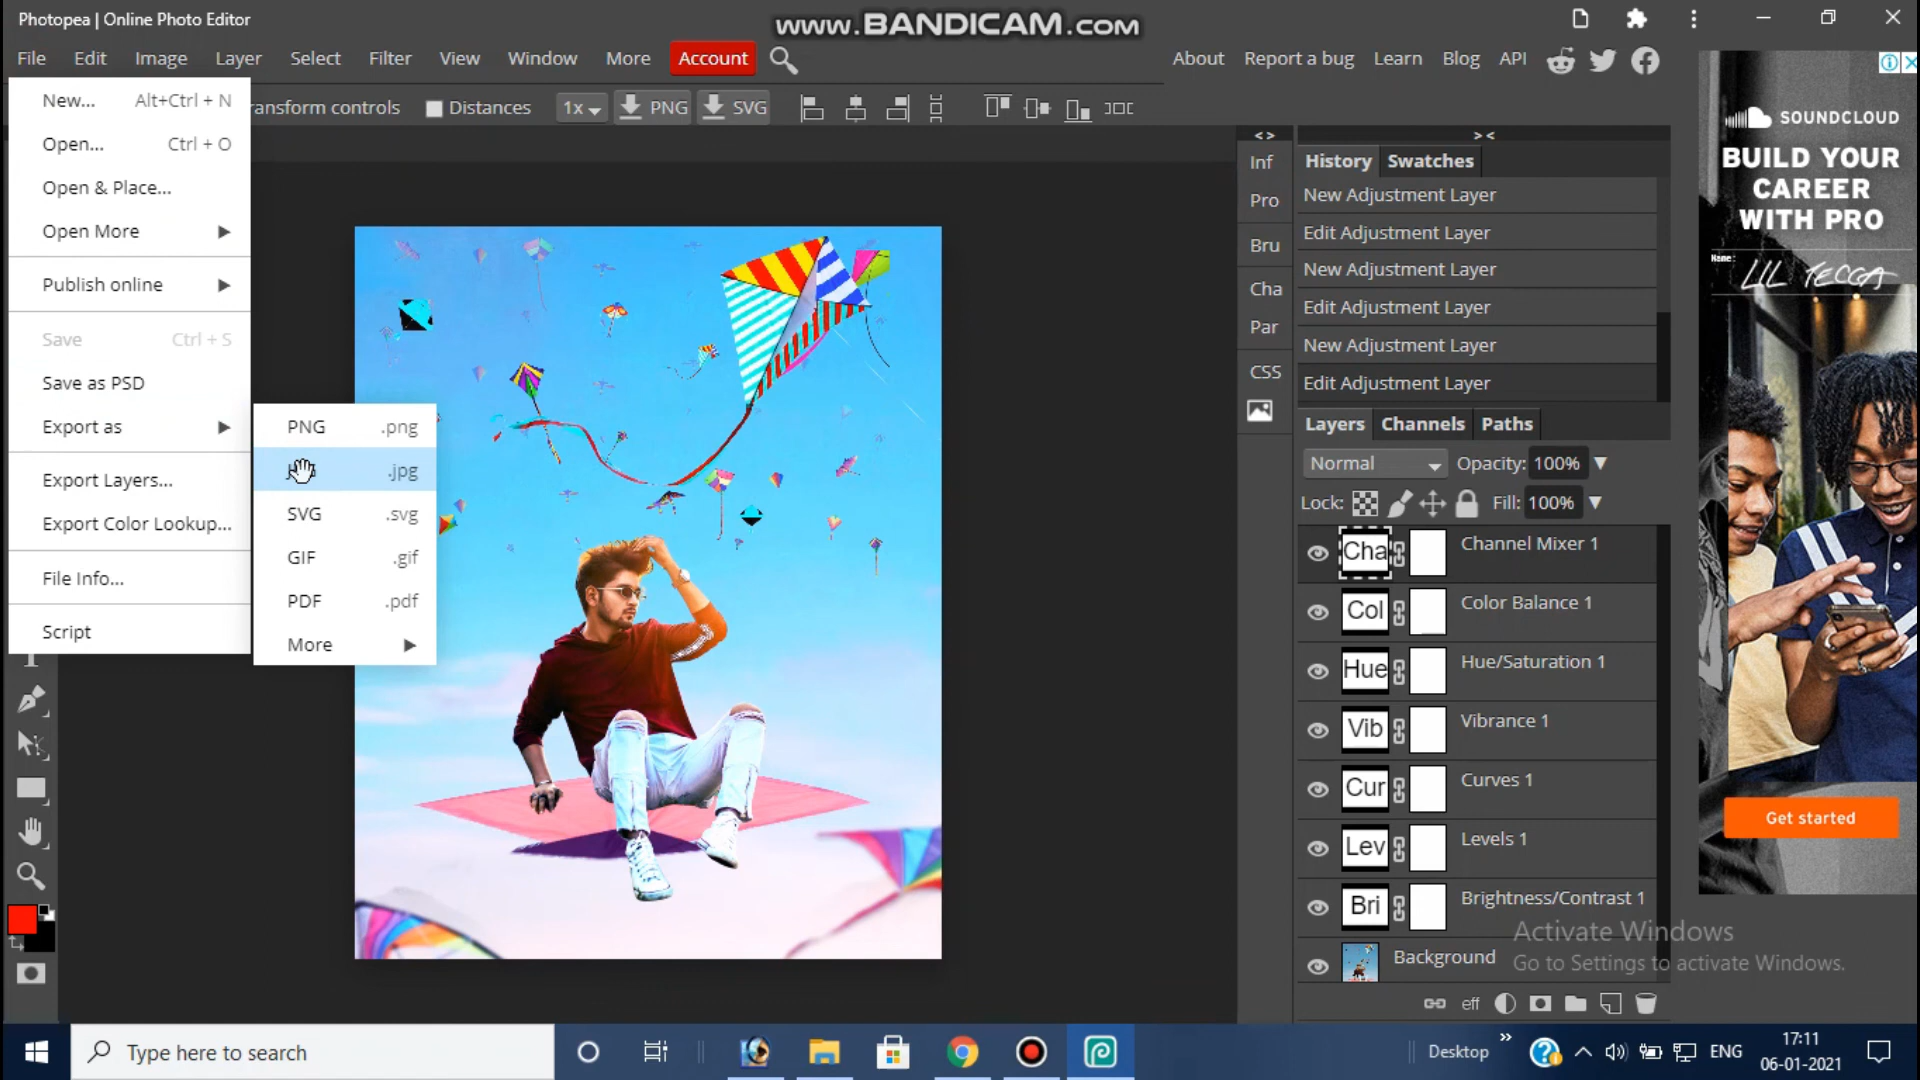 Photopea | Online Photo Editor
www.BANDICAM.com
File Edit Image Layer Select Filter View Window More Account
About Report a bug Learn Blog API
New... Alt+Ctrl + N
Open... Ctrl + O
Open & Place...
Open More
Publish online
Save Ctrl + S
Save as PSD
Export as
Export Layers...
Export Color Lookup...
File Info...
Script
PNG .png
.jpg
SVG .svg
GIF .gif
PDF .pdf
More
ransform controls Distances 1x PNG SVG
Inf
Pro
Bru
Cha
Par
CSS
History Swatches
New Adjustment Layer
Edit Adjustment Layer
New Adjustment Layer
Edit Adjustment Layer
New Adjustment Layer
Edit Adjustment Layer
Layers Channels Paths
Normal Opacity: 100%
Lock: Fill: 100%
Cha Channel Mixer 1
Col Color Balance 1
Hue Hue/Saturation 1
Vib Vibrance 1
Cur Curves 1
Lev Levels 1
Bri Brightness/Contrast 1
Background
eff
Activate Windows
Go to Settings to activate Windows.
SOUNDCLOUD
BUILD YOUR
CAREER
WITH PRO
Name:
LIL TECCA
Get started
Type here to search
Desktop
ENG
17:11
06-01-2021